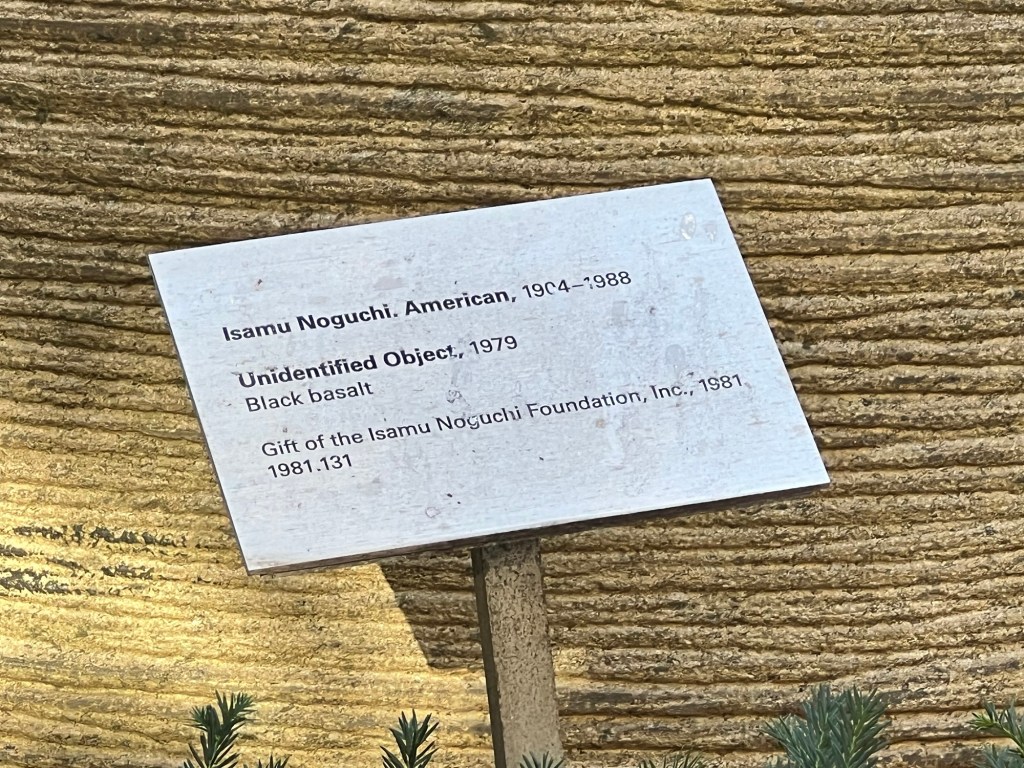 Isamu Noguchi. American, 1904–1988
Unidentified Object, 1979
Black basalt
Gift of the Isamu Noguchi Foundation, Inc., 1981
1981.131